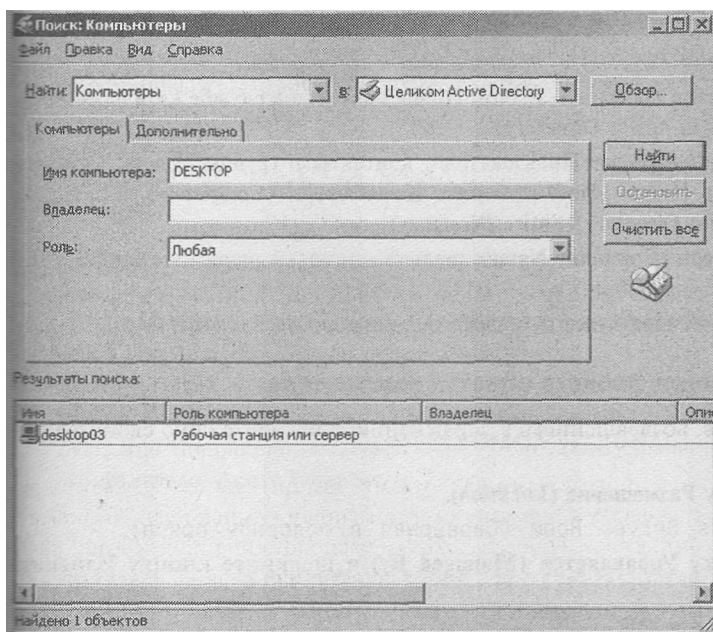 Поиск: Компьютеры
Файл Правка Вид Справка
Найти: Компьютеры в: Целиком Active Directory Обзор...
Компьютеры Дополнительно
Имя компьютера: DESKTOP
Владелец:
Роль: Любая
Найти
Остановить
Очистить все
Результаты поиска:
Имя Роль компьютера Владелец Опи
desktop03 Рабочая станция или сервер
Найдено 1 объектов